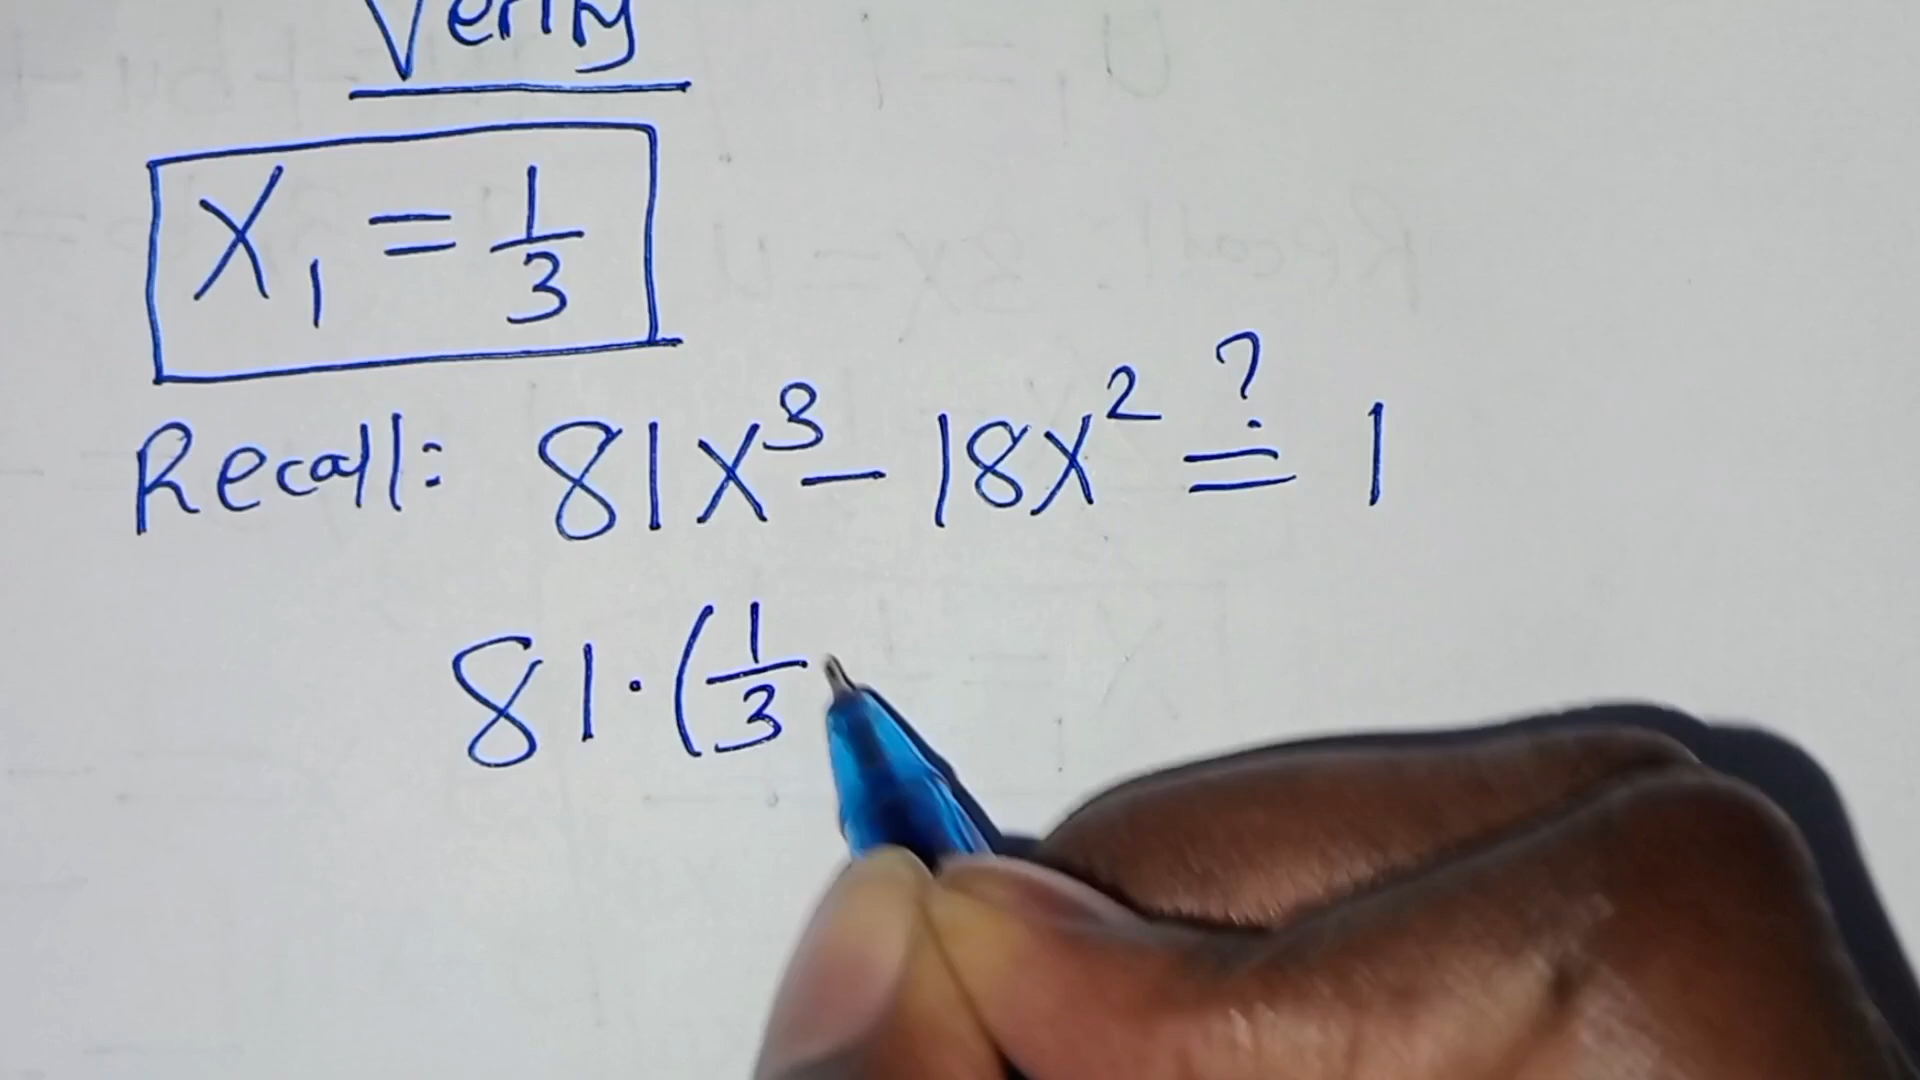 Verify
X₁ = 1/3
Recall: 81x³ - 18x² ≟ 1
81·(1/3